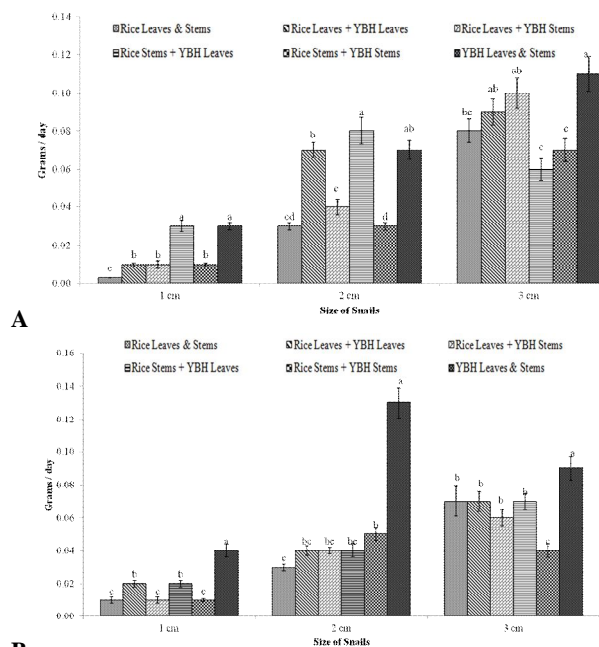 0.14
Rice Leaves & Stems Rice Leaves + YBH Leaves Rice Leaves + YBH Stems
Rice Stems + YBH Leaves Rice Stems + YBH Stems YBH Leaves & Stems
0.12
0.10
0.08
0.06
0.04
0.02
0.00
Grams / day
c b b a b a
cd b c a d ab
bc ab ab c c a
1 cm 2 cm 3 cm
Size of Snails
A
0.16
Rice Leaves & Stems Rice Leaves + YBH Leaves Rice Leaves + YBH Stems
Rice Stems + YBH Leaves Rice Stems + YBH Stems YBH Leaves & Stems
0.14
0.12
0.10
0.08
0.06
0.04
0.02
0.00
Grams / day
c b c b c a
c bc bc bc b a
b b b b c a
1 cm 2 cm 3 cm
Size of Snails
B